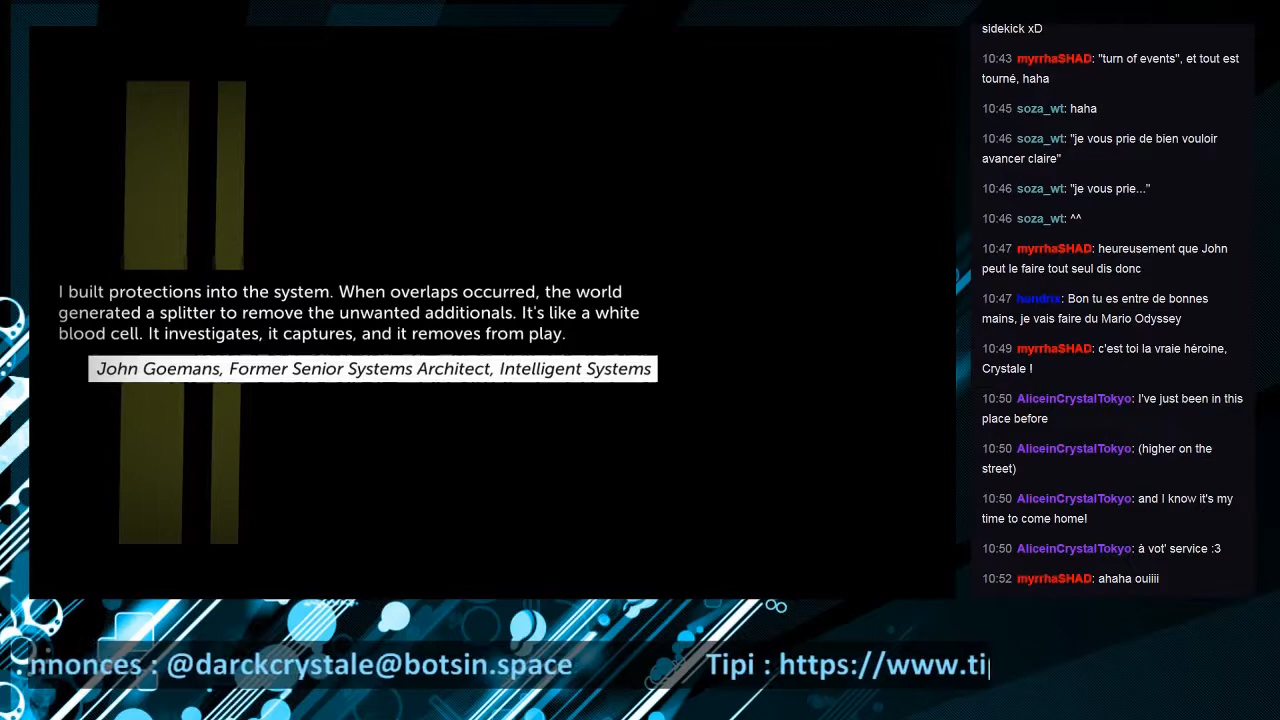 I built protections into the system. When overlaps occurred, the world
generated a splitter to remove the unwanted additionals. It's like a white
blood cell. It investigates, it captures, and it removes from play.
John Goemans, Former Senior Systems Architect, Intelligent Systems
sidekick xD
10:43 myrrhaSHAD: "turn of events", et tout est
tourné, haha
10:45 soza_wt: haha
10:46 soza_wt: "je vous prie de bien vouloir
avancer claire"
10:46 soza_wt: "je vous prie..."
10:46 soza_wt: ^^
10:47 myrrhaSHAD: heureusement que John
peut le faire tout seul dis donc
10:47 hundrix: Bon tu es entre de bonnes
mains, je vais faire du Mario Odyssey
10:49 myrrhaSHAD: c'est toi la vraie héroine,
Crystale !
10:50 AliceinCrystalTokyo: I've just been in this
place before
10:50 AliceinCrystalTokyo: (higher on the
street)
10:50 AliceinCrystalTokyo: and I know it's my
time to come home!
10:50 AliceinCrystalTokyo: à vot' service :3
10:52 myrrhaSHAD: ahaha ouiiii
nnonces : @darckcrystale@botsin.space
Tipi : https://www.tip